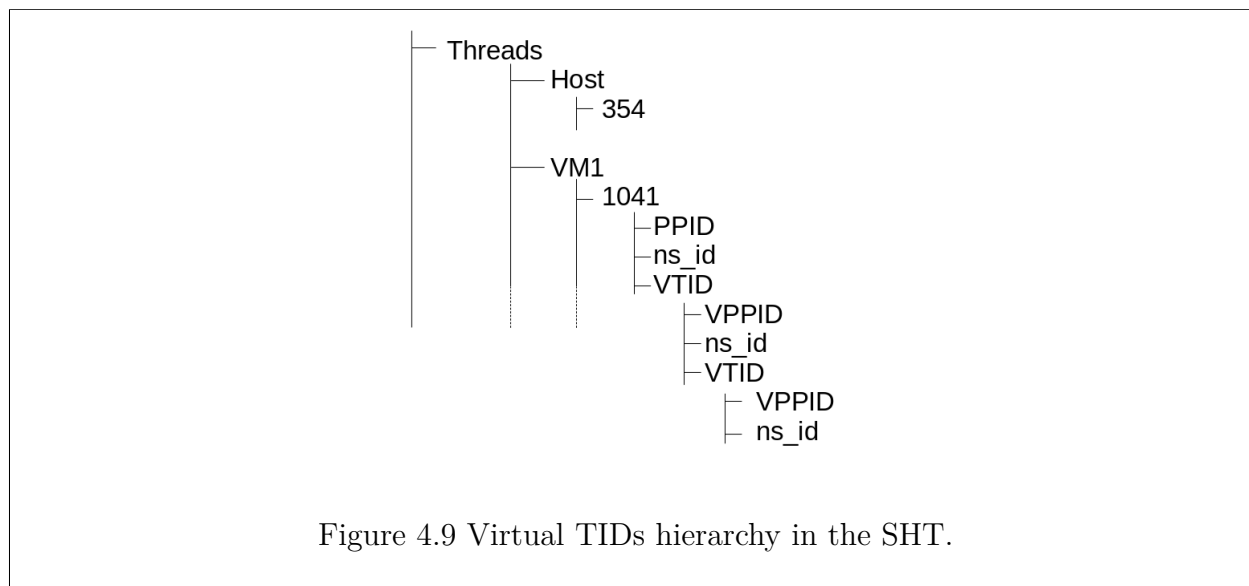 Threads
Host
354
VM1
1041
PPID
ns_id
VTID
VPPID
ns_id
VTID
VPPID
ns_id
Figure 4.9 Virtual TIDs hierarchy in the SHT.